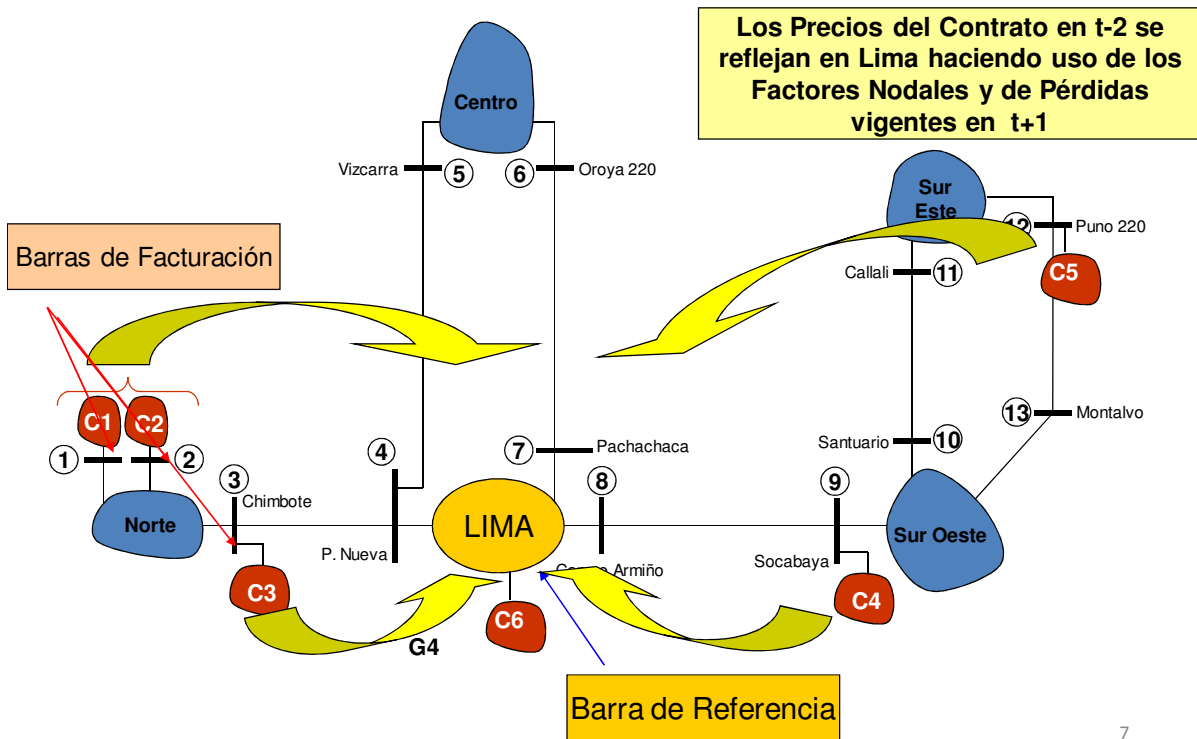 Los Precios del Contrato en t-2 se
reflejan en Lima haciendo uso de los
Factores Nodales y de Pérdidas
vigentes en t+1
Centro
Vizcarra
5
6
Oroya 220
Sur
Este
12
Puno 220
Barras de Facturación
Callali
11
C5
C1
C2
13
Montalvo
Santuario
10
1
2
4
7
Pachachaca
3
8
9
Chimbote
Norte
LIMA
Sur Oeste
P. Nueva
Armiño
Socabaya
C3
C6
C4
G4
Barra de Referencia
7